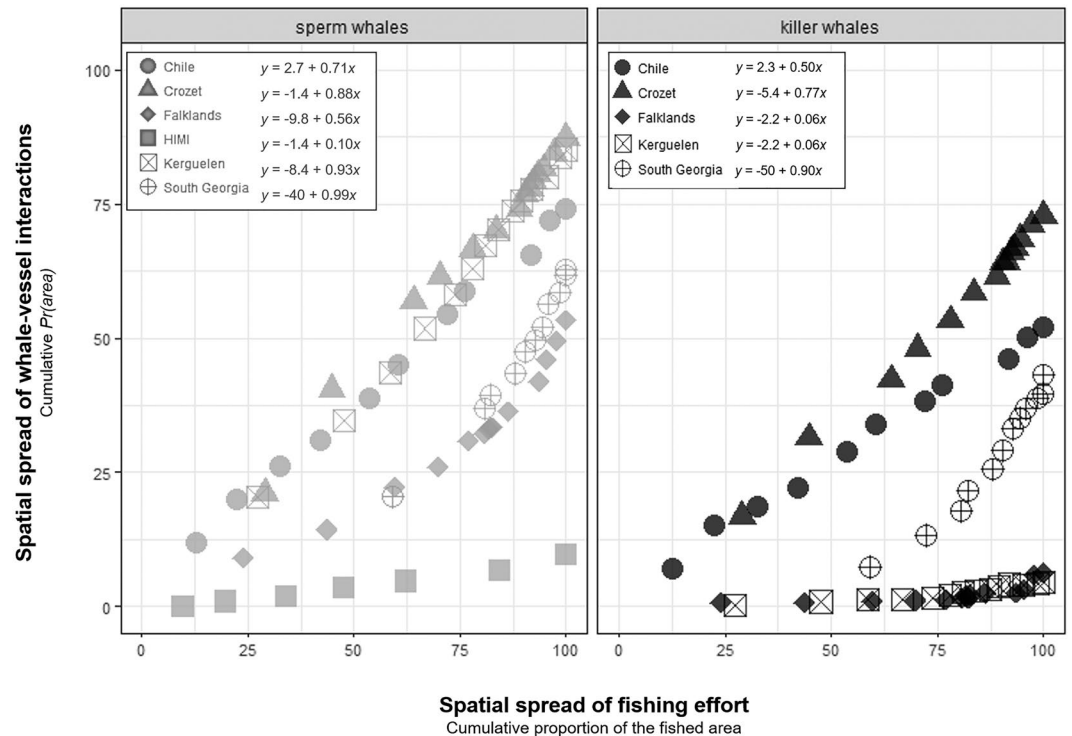 sperm whales
killer whales
Chile y = 2.7 + 0.71x
Crozet y = -1.4 + 0.88x
Falklands y = -9.8 + 0.56x
HIMI y = -1.4 + 0.10x
Kerguelen y = -8.4 + 0.93x
South Georgia y = -40 + 0.99x
Chile y = 2.3 + 0.50x
Crozet y = -5.4 + 0.77x
Falklands y = -2.2 + 0.06x
Kerguelen y = -2.2 + 0.06x
South Georgia y = -50 + 0.90x
Spatial spread of whale-vessel interactions
Cumulative Pr(area)
100
75
50
25
0
0 25 50 75 100
0 25 50 75 100
Spatial spread of fishing effort
Cumulative proportion of the fished area